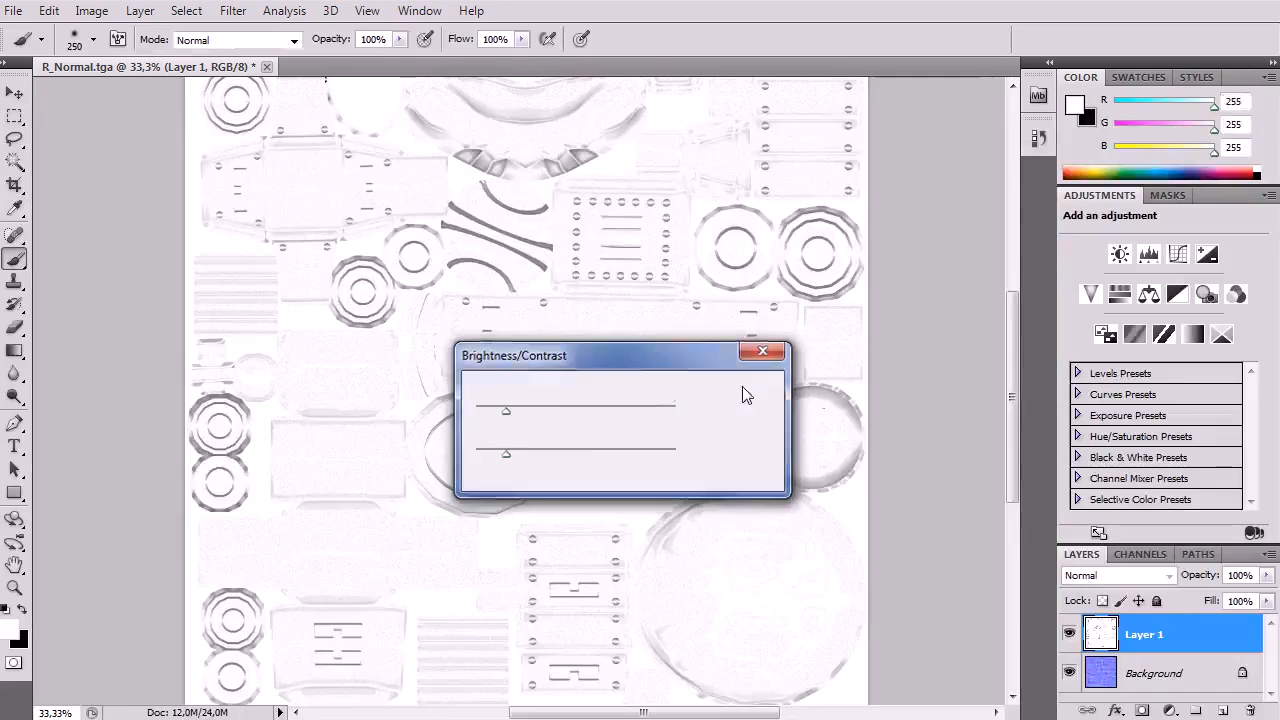 File Edit Image Layer Select Filter Analysis 3D View Window Help
250 Mode: Normal Opacity: 100% Flow: 100%
R_Normal.tga @ 33,3% (Layer 1, RGB/8) *
COLOR SWATCHES STYLES
Mb
R 255
G 255
B 255
ADJUSTMENTS MASKS
Add an adjustment
Brightness/Contrast
Levels Presets
Curves Presets
Exposure Presets
Hue/Saturation Presets
Black & White Presets
Channel Mixer Presets
Selective Color Presets
T
LAYERS CHANNELS PATHS
Normal Opacity: 100%
Lock: Fill: 100%
Layer 1
Background
33,33% Doc: 12,0M/24,0M